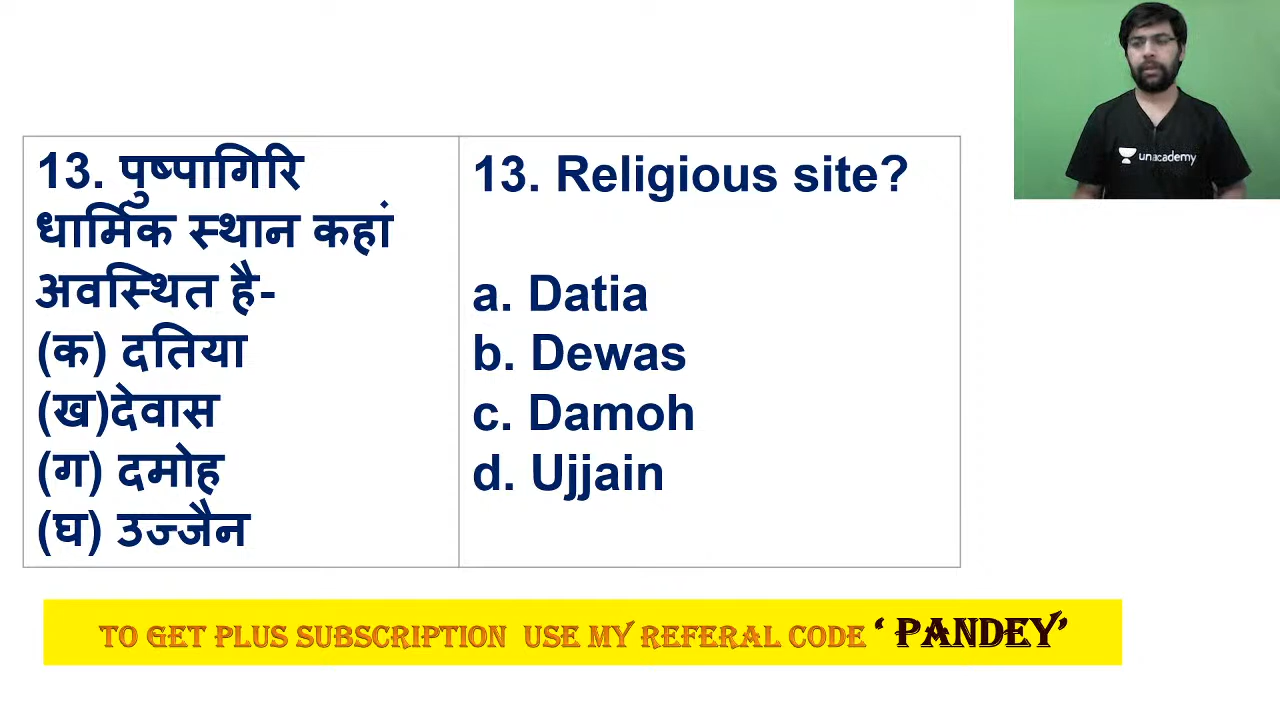 13. पुष्पागिरि
धार्मिक स्थान कहां
अवस्थित है-
(क) दतिया
(ख)देवास
(ग) दमोह
(घ) उज्जैन
13. Religious site?
a. Datia
b. Dewas
c. Damoh
d. Ujjain
unacademy
TO GET PLUS SUBSCRIPTION USE MY REFERAL CODE ‘ PANDEY’